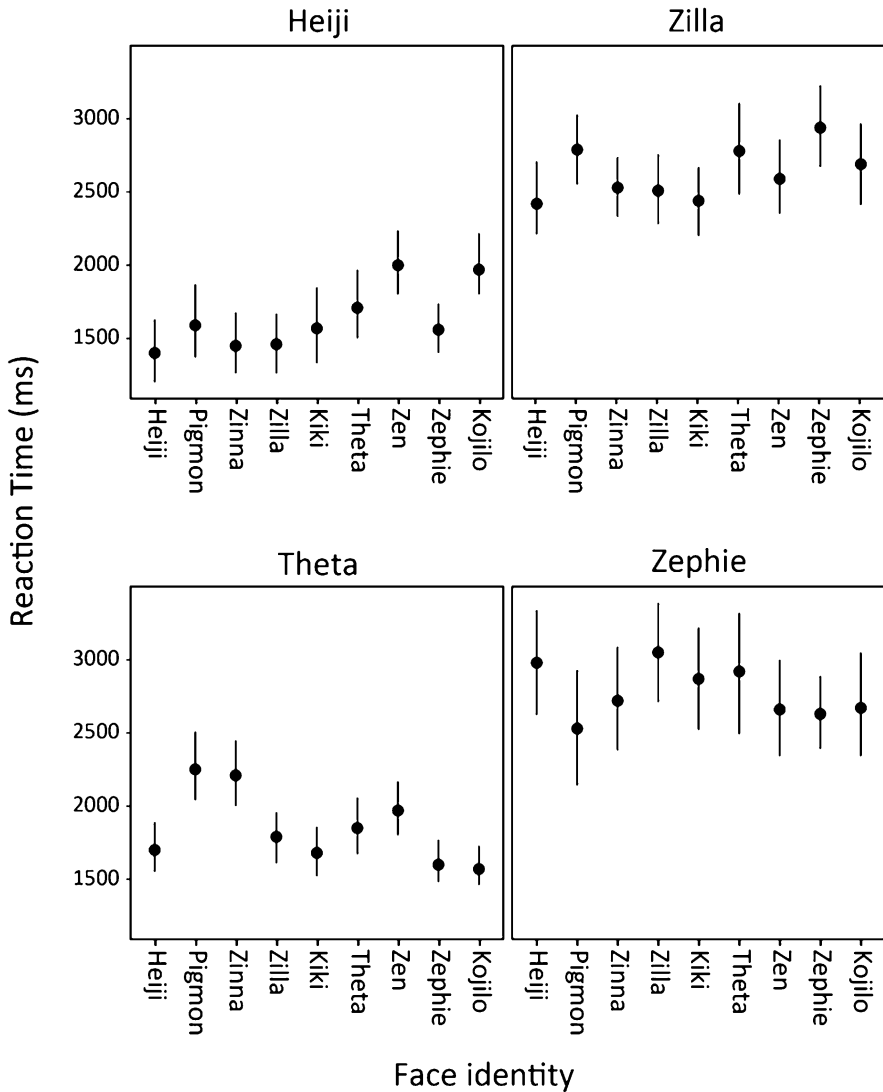 Heiji
Zilla
3000
2500
2000
1500
Heiji
Pigmon
Zinna
Zilla
Kiki
Theta
Zen
Zephie
Kojilo
Heiji
Pigmon
Zinna
Zilla
Kiki
Theta
Zen
Zephie
Kojilo
Reaction Time (ms)
Theta
Zephie
3000
2500
2000
1500
Heiji
Pigmon
Zinna
Zilla
Kiki
Theta
Zen
Zephie
Kojilo
Heiji
Pigmon
Zinna
Zilla
Kiki
Theta
Zen
Zephie
Kojilo
Face identity